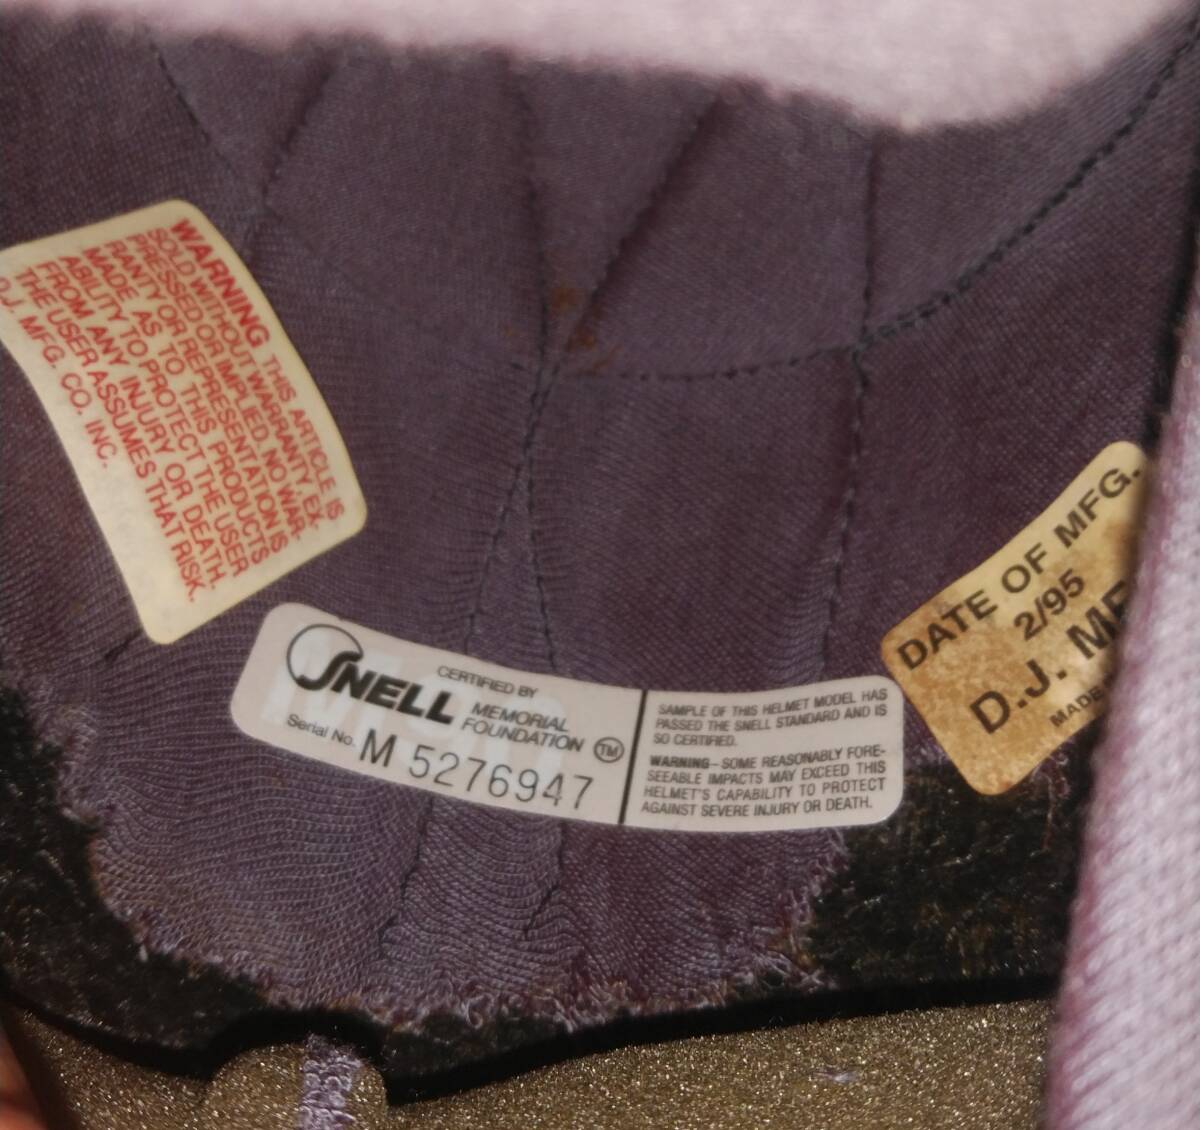 WARNING THIS ARTICLE IS
SOLD WITHOUT WARRANTY, EX-
PRESSED OR IMPLIED. NO WAR-
RANTY OR REPRESENTATION IS
MADE AS TO THIS PRODUCTS
ABILITY TO PROTECT THE USER
FROM ANY INJURY OR DEATH.
THE USER ASSUMES THAT RISK.
D.J. MFG. CO. INC.
SNELL
CERTIFIED BY
MEMORIAL
FOUNDATION TM
Serial No. M 5276947
SAMPLE OF THIS HELMET MODEL HAS
PASSED THE SNELL STANDARD AND IS
SO CERTIFIED.
WARNING—SOME REASONABLY FORE-
SEEABLE IMPACTS MAY EXCEED THIS
HELMET'S CAPABILITY TO PROTECT
AGAINST SEVERE INJURY OR DEATH.
DATE OF MFG.
2/95
D.J. MF
MADE